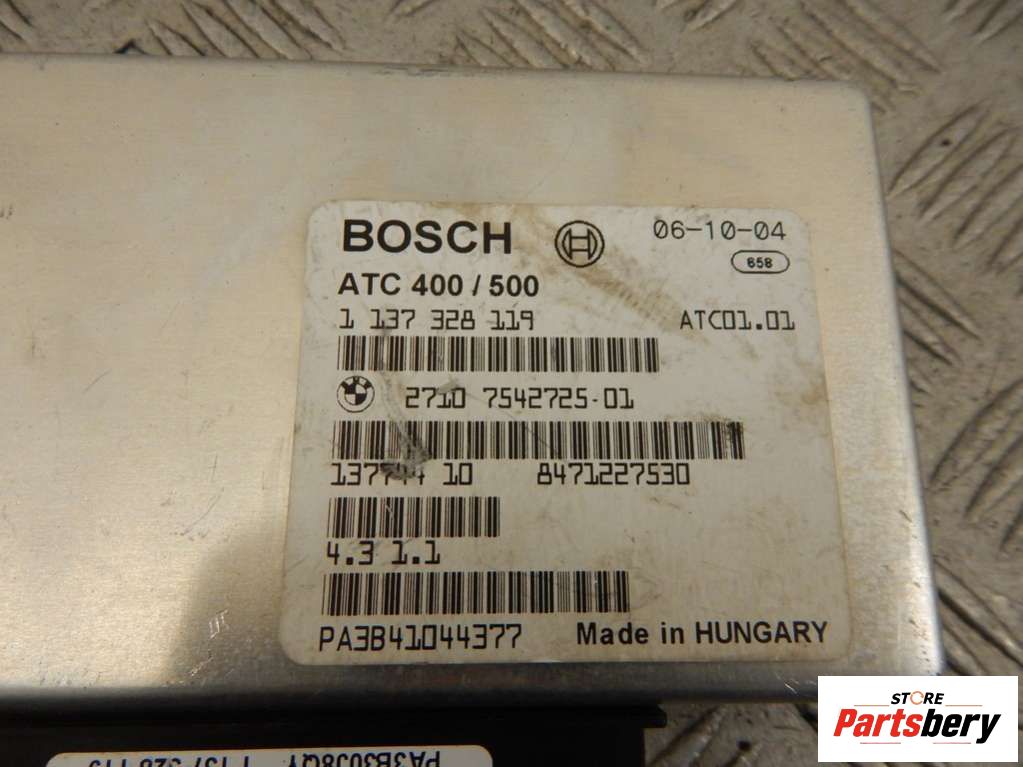 BOSCH
06-10-04
658
ATC 400 / 500
1 137 328 119
ATC01.01
2710 7542725-01
10
8471227530
4.3 1.1
PA3B41044377
Made in HUNGARY
STORE
Partsbery